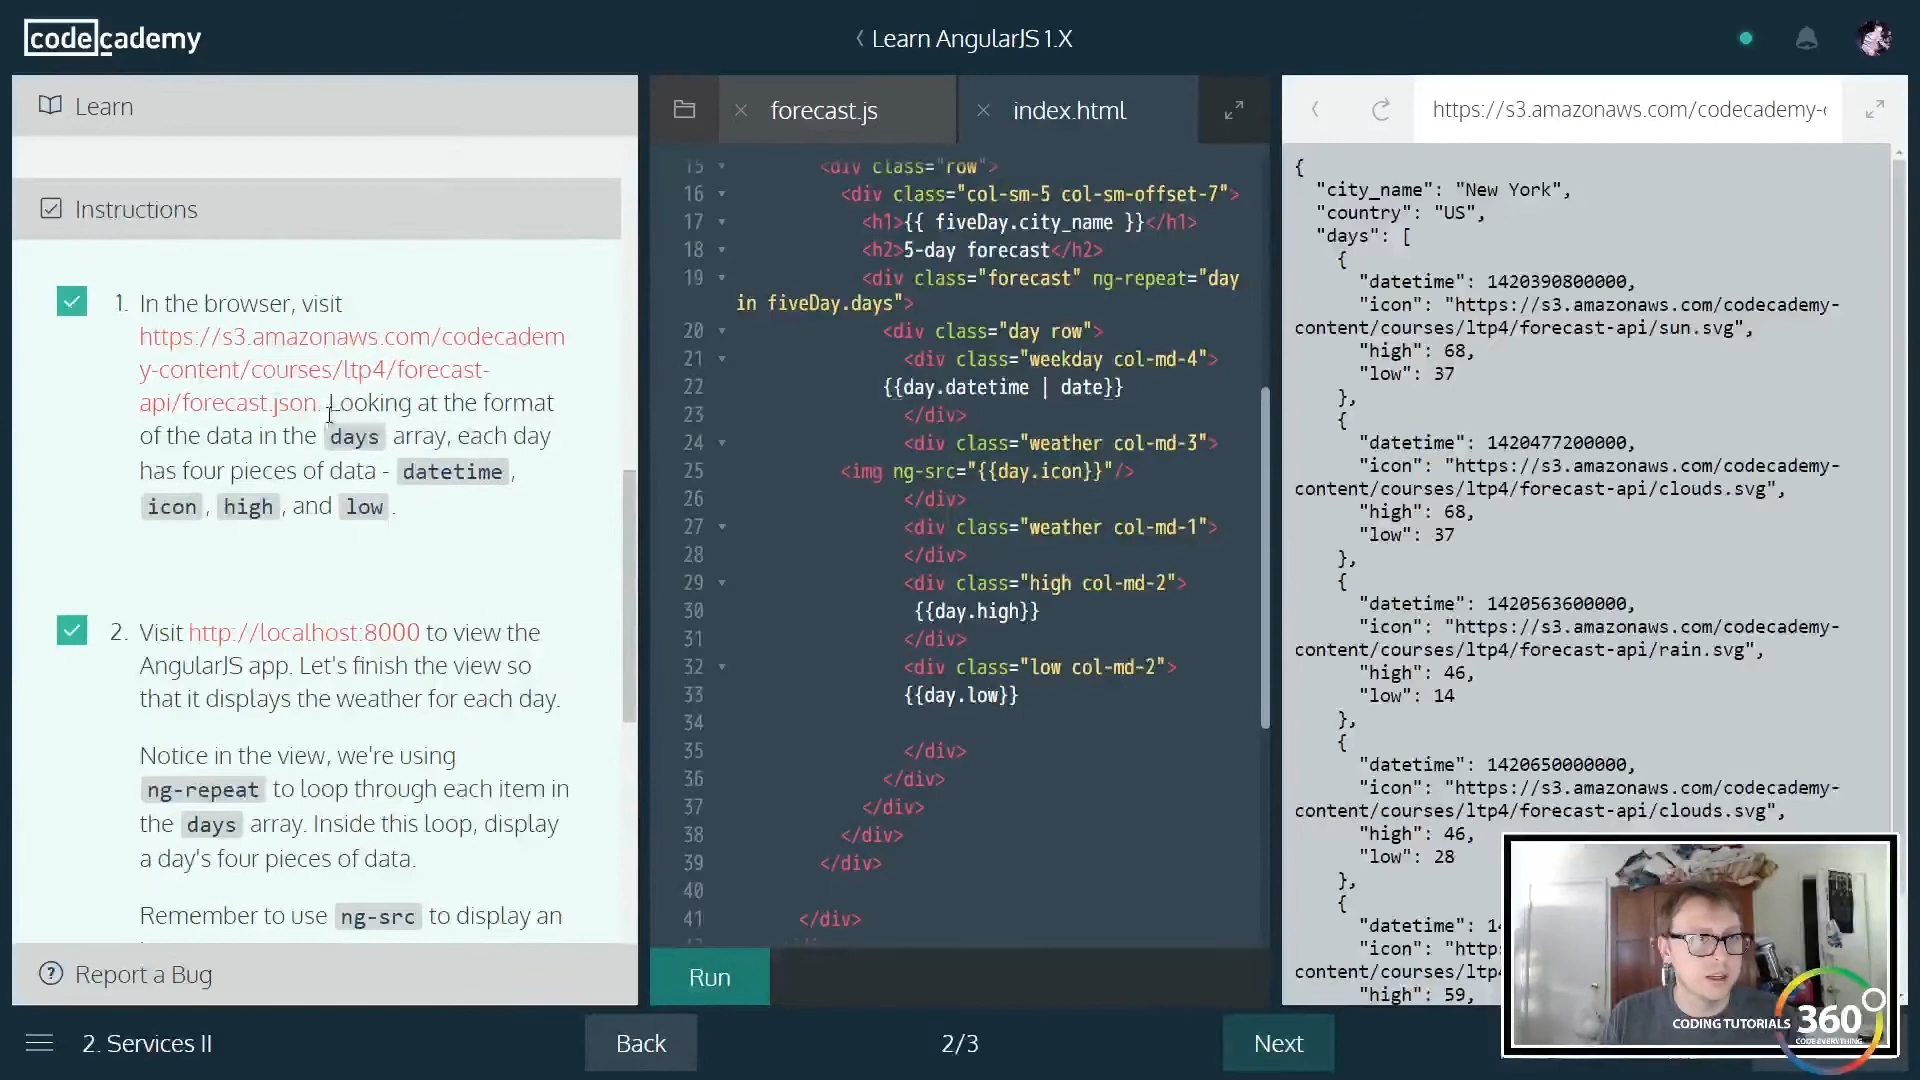 codecademy
Learn AngularJS 1.X
Learn
forecast.js
index.html
https://s3.amazonaws.com/codecademy-
Instructions
1. In the browser, visit
https://s3.amazonaws.com/codecadem
y-content/courses/ltp4/forecast-
api/forecast.json. Looking at the format
of the data in the days array, each day
has four pieces of data - datetime,
icon, high, and low.
2. Visit http://localhost:8000 to view the
AngularJS app. Let's finish the view so
that it displays the weather for each day.
Notice in the view, we're using
ng-repeat to loop through each item in
the days array. Inside this loop, display
a day's four pieces of data.
Remember to use ng-src to display an
Report a Bug
15 <div class="row">
16 <div class="col-sm-5 col-sm-offset-7">
17 <h1>{{ fiveDay.city_name }}</h1>
18 <h2>5-day forecast</h2>
19 <div class="forecast" ng-repeat="day
in fiveDay.days">
20 <div class="day row">
21 <div class="weekday col-md-4">
22 {{day.datetime | date}}
23 </div>
24 <div class="weather col-md-3">
25 <img ng-src="{{day.icon}}"/>
26 </div>
27 <div class="weather col-md-1">
28 </div>
29 <div class="high col-md-2">
30 {{day.high}}
31 </div>
32 <div class="low col-md-2">
33 {{day.low}}
34
35 </div>
36 </div>
37 </div>
38 </div>
39 </div>
40
41 </div>
Run
{
"city_name": "New York",
"country": "US",
"days": [
{
"datetime": 1420390800000,
"icon": "https://s3.amazonaws.com/codecademy-
content/courses/ltp4/forecast-api/sun.svg",
"high": 68,
"low": 37
},
{
"datetime": 1420477200000,
"icon": "https://s3.amazonaws.com/codecademy-
content/courses/ltp4/forecast-api/clouds.svg",
"high": 68,
"low": 37
},
{
"datetime": 1420563600000,
"icon": "https://s3.amazonaws.com/codecademy-
content/courses/ltp4/forecast-api/rain.svg",
"high": 46,
"low": 14
},
{
"datetime": 1420650000000,
"icon": "https://s3.amazonaws.com/codecademy-
content/courses/ltp4/forecast-api/clouds.svg",
"high": 46,
"low": 28
},
{
"datetime": 14
"icon": "http
content/courses/ltp4
"high": 59,
CODING TUTORIALS 360
CODE EVERYTHING
2. Services II
Back
2/3
Next